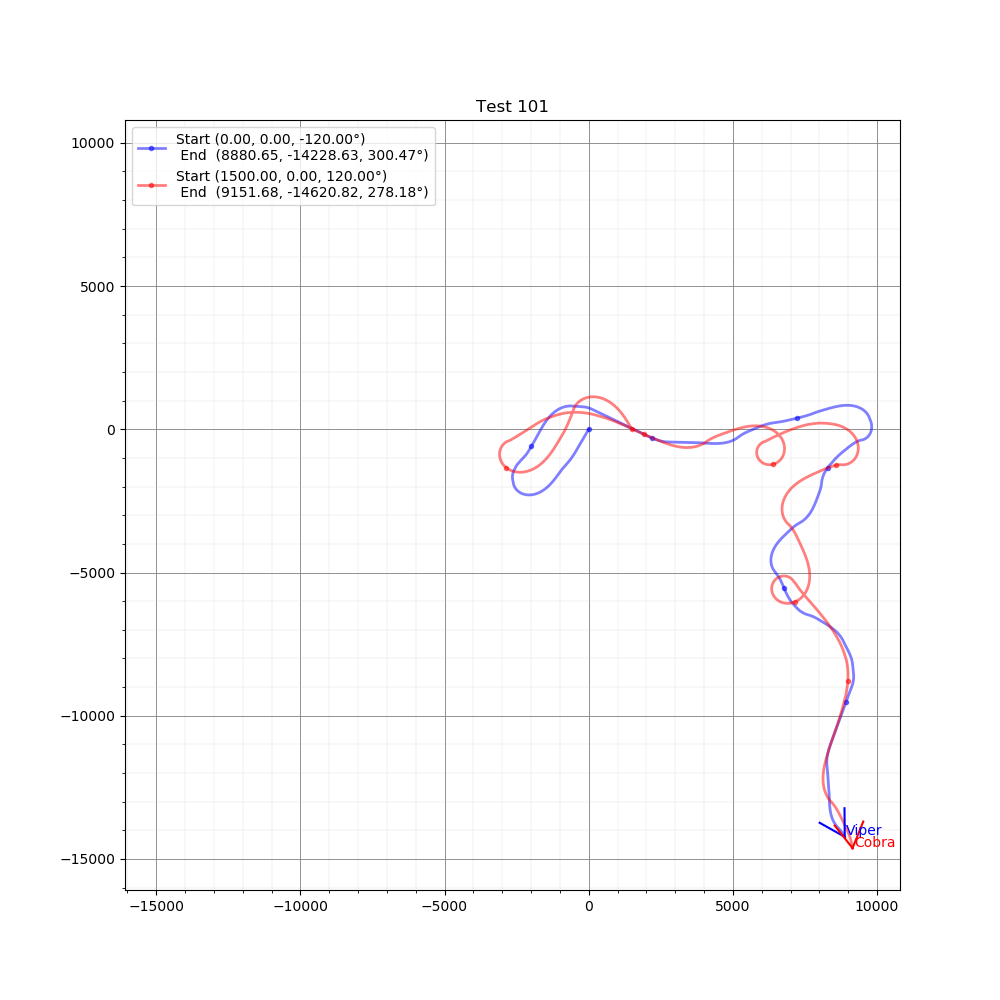 Test 101
Start (0.00, 0.00, -120.00°)
End  (8880.65, -14228.63, 300.47°)
Start (1500.00, 0.00, 120.00°)
End  (9151.68, -14620.82, 278.18°)
10000
5000
0
−5000
−10000
−15000
Viper
Cobra
−15000
−10000
−5000
0
5000
10000